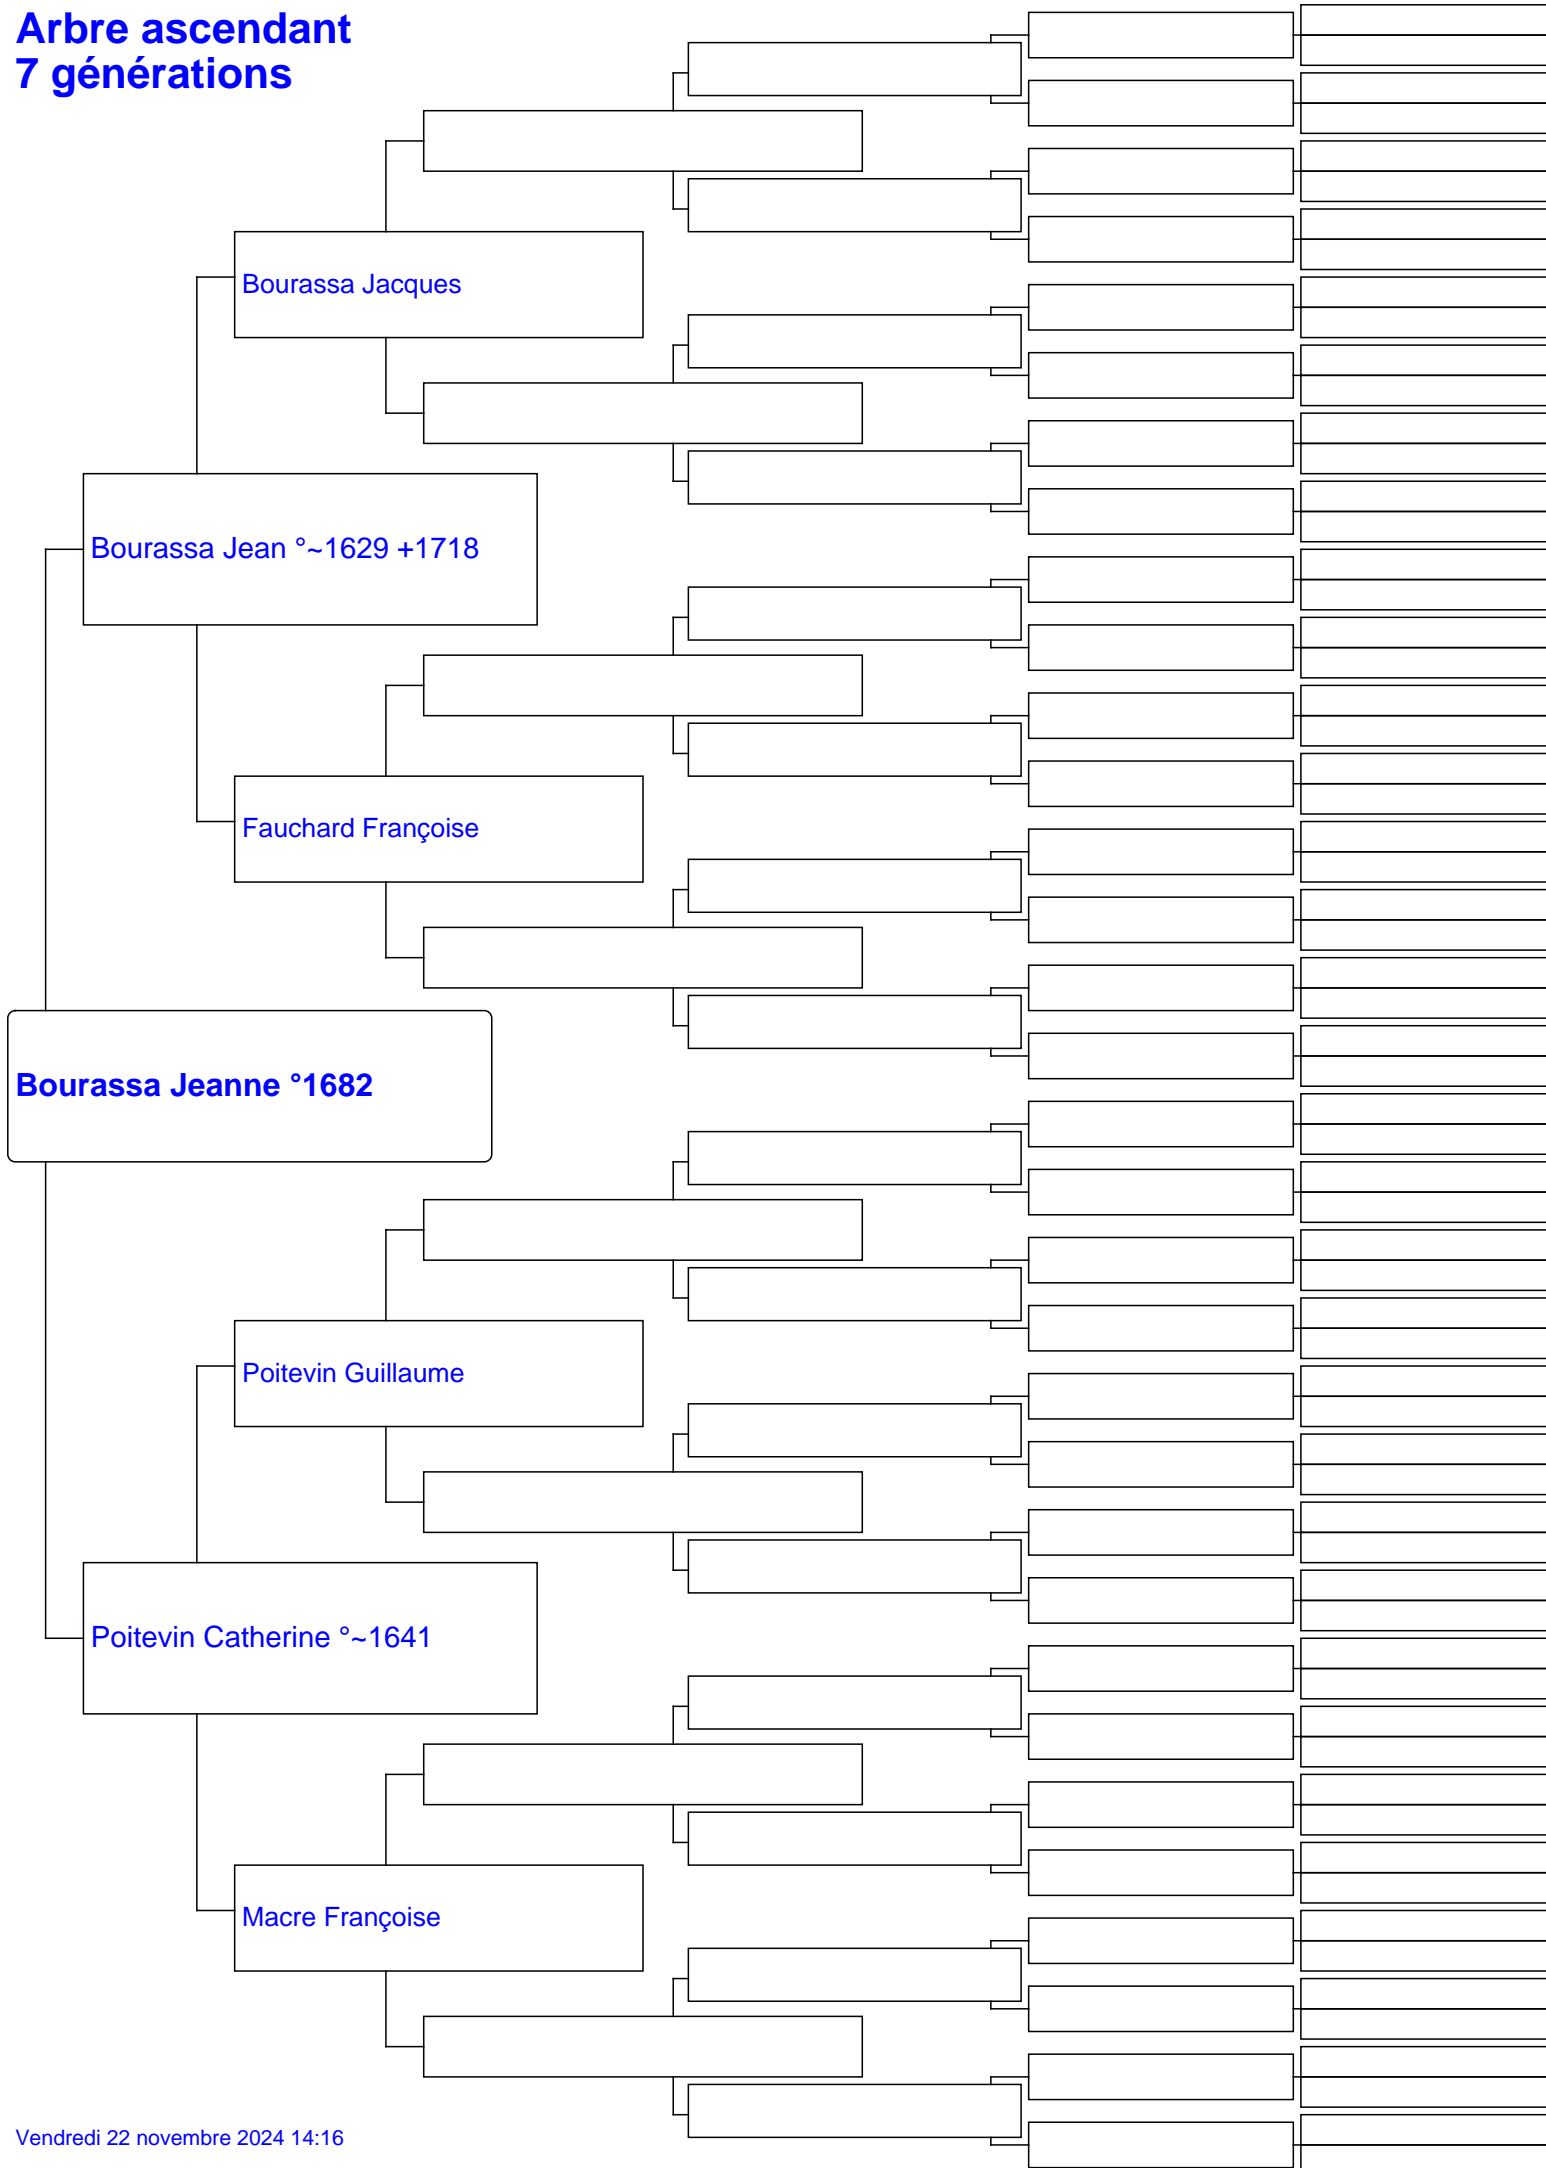 Arbre ascendant
7 générations
Bourassa Jacques
Bourassa Jean °~1629 +1718
Fauchard Françoise
Bourassa Jeanne °1682
Poitevin Guillaume
Poitevin Catherine °~1641
Macre Françoise
Vendredi 22 novembre 2024 14:16